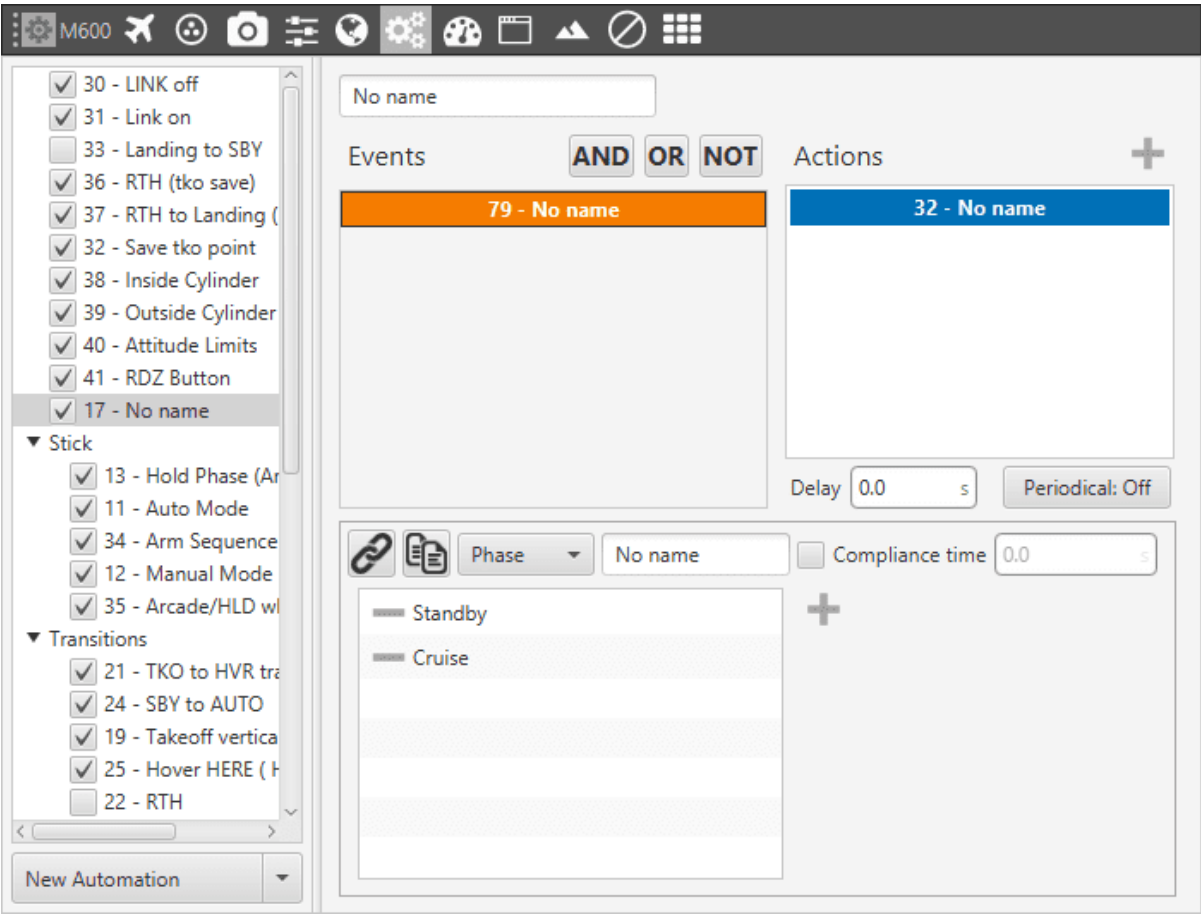 M600
30 - LINK off
31 - Link on
33 - Landing to SBY
36 - RTH (tko save)
37 - RTH to Landing (
32 - Save tko point
38 - Inside Cylinder
39 - Outside Cylinder
40 - Attitude Limits
41 - RDZ Button
17 - No name
Stick
13 - Hold Phase (Ar
11 - Auto Mode
34 - Arm Sequence
12 - Manual Mode
35 - Arcade/HLD wl
Transitions
21 - TKO to HVR tra
24 - SBY to AUTO
19 - Takeoff vertica
25 - Hover HERE ( H
22 - RTH
New Automation
No name
Events AND OR NOT
79 - No name
Actions
32 - No name
Delay 0.0 s Periodical: Off
Phase No name Compliance time 0.0 s
Standby
Cruise